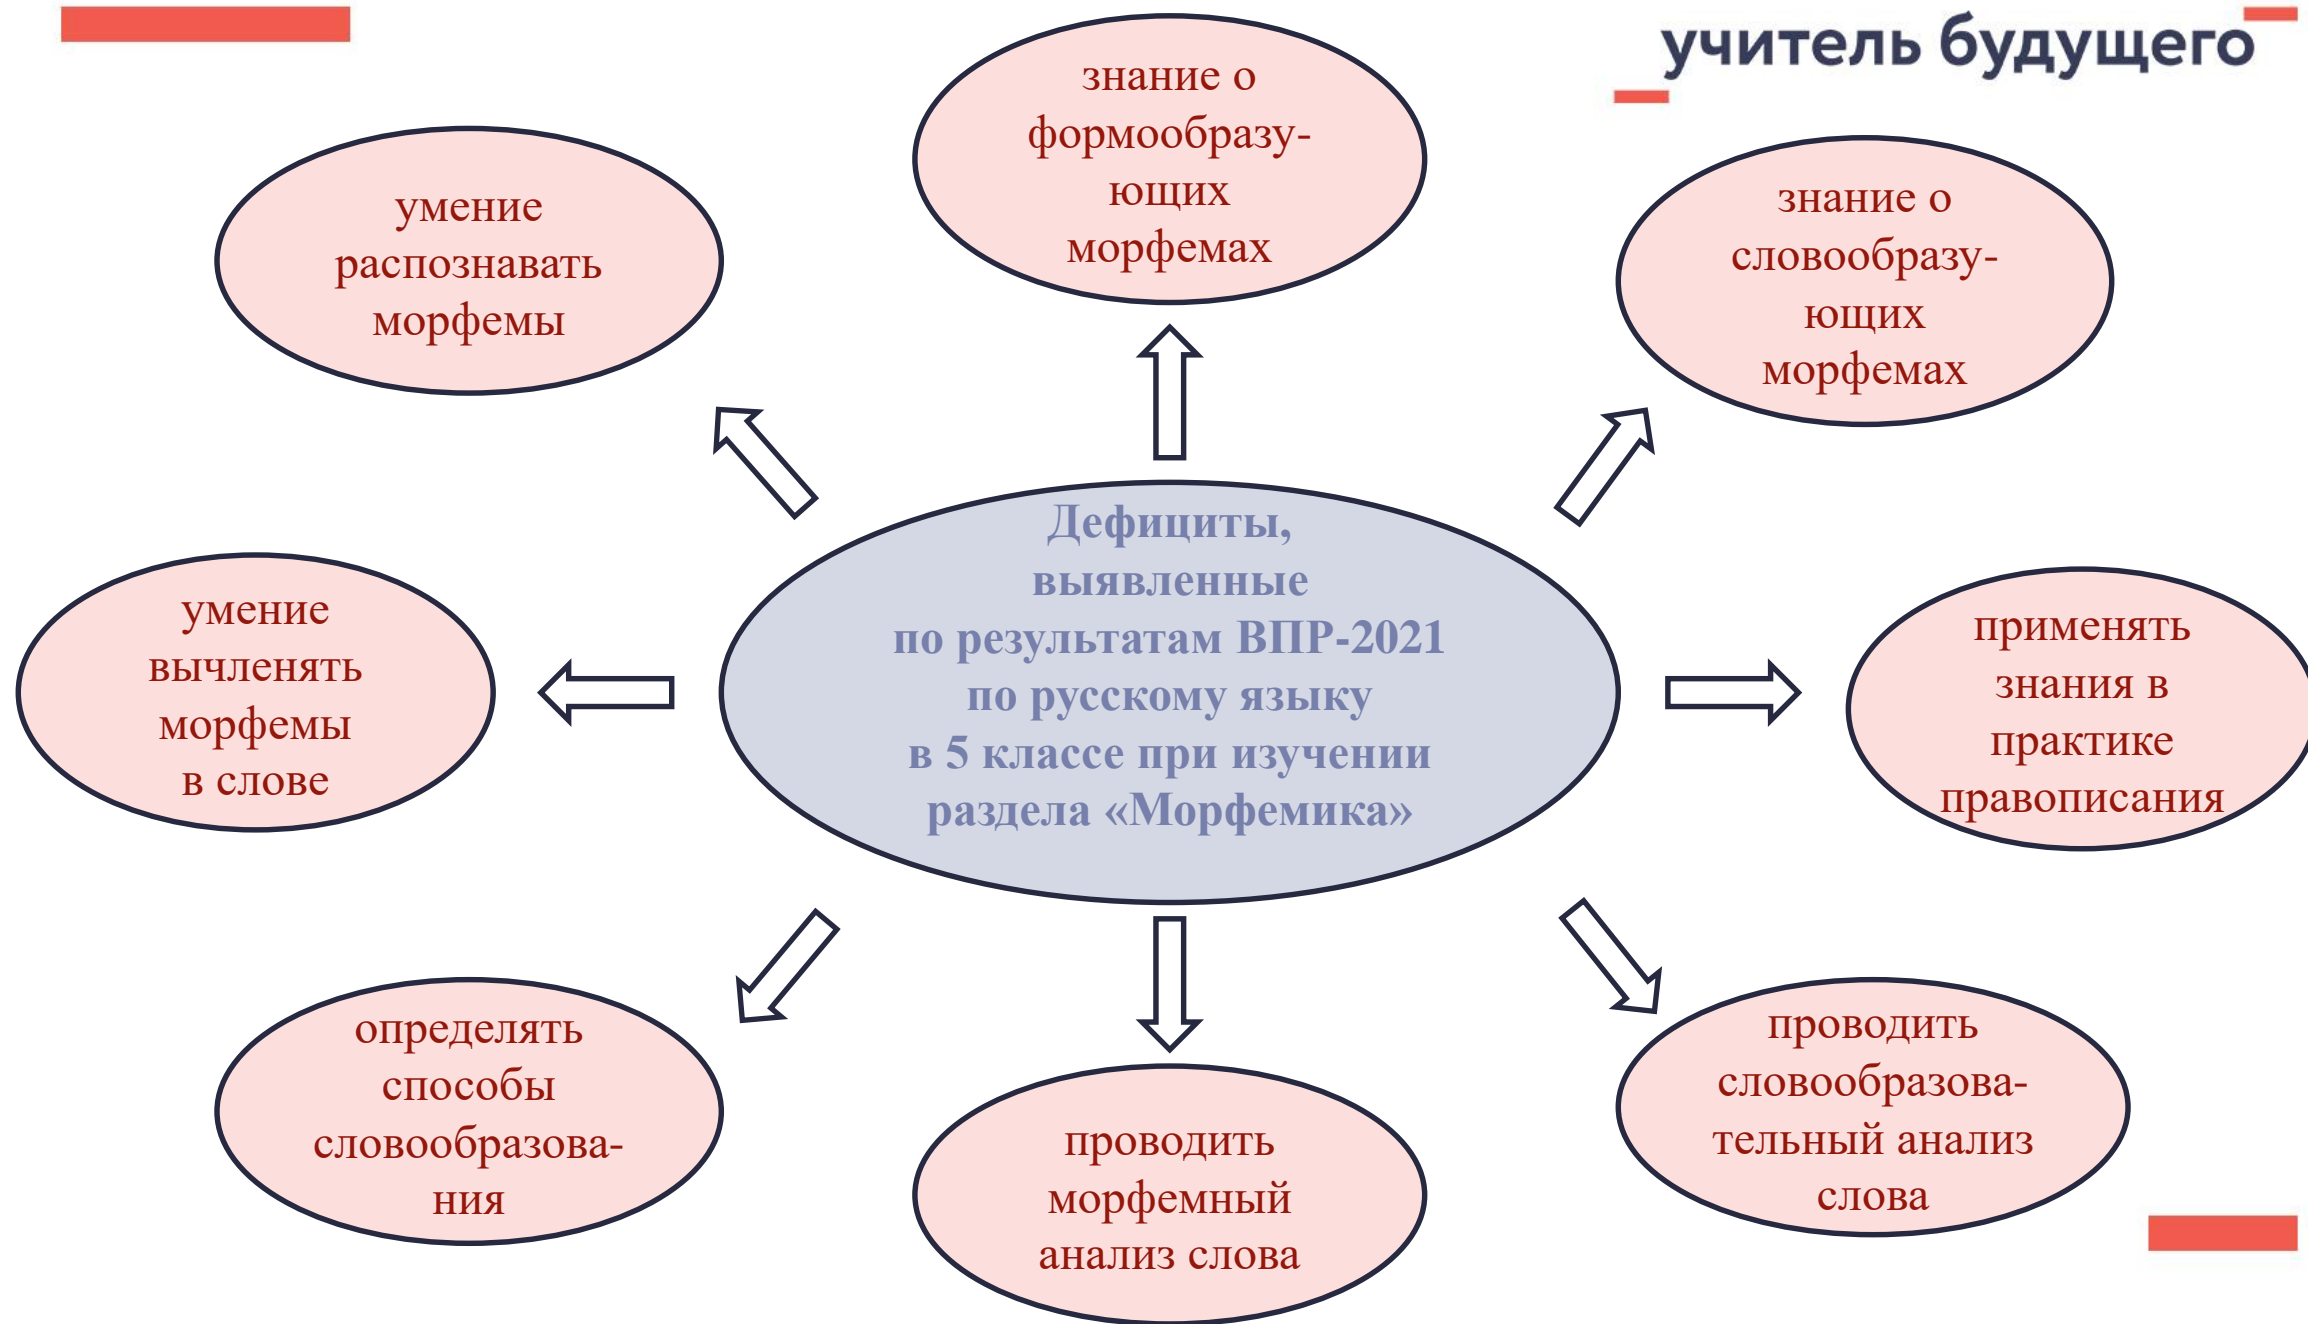 учитель будущего
знание о
формообразу-
ющих
морфемах
умение
распознавать
морфемы
знание о
словообразу-
ющих
морфемах
Дефициты,
выявленные
по результатам ВПР-2021
по русскому языку
в 5 классе при изучении
раздела «Морфемика»
умение
вычленять
морфемы
в слове
применять
знания в
практике
правописания
определять
способы
словообразова-
ния
проводить
морфемный
анализ слова
проводить
словообразова-
тельный анализ
слова